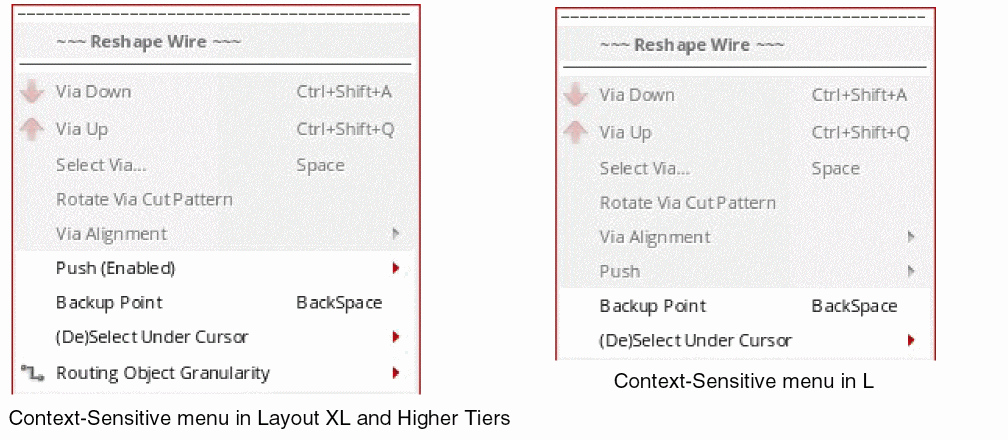 ~~~ Reshape Wire ~~~
Via Down Ctrl+Shift+A
Via Up Ctrl+Shift+Q
Select Via... Space
Rotate Via Cut Pattern
Via Alignment
Push (Enabled)
Backup Point BackSpace
(De)Select Under Cursor
Routing Object Granularity
Context-Sensitive menu in Layout XL and Higher Tiers
~~~ Reshape Wire ~~~
Via Down Ctrl+Shift+A
Via Up Ctrl+Shift+Q
Select Via... Space
Rotate Via Cut Pattern
Via Alignment
Push
Backup Point BackSpace
(De)Select Under Cursor
Context-Sensitive menu in L